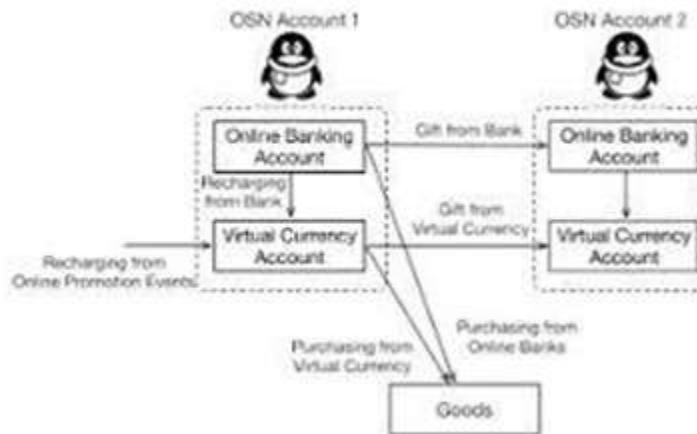 OSN Account 1
OSN Account 2
Online Banking
Account
Gift from Bank
Online Banking
Account
Recharging
from Bank
Virtual Currency
Account
Gift from
Virtual Currency
Virtual Currency
Account
Recharging from
Online Promotion Events
Purchasing from
Virtual Currency
Purchasing from
Online Banks
Goods